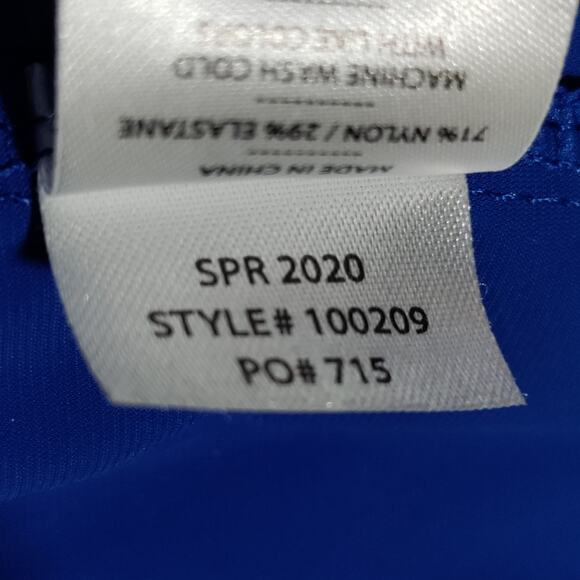 WITH LIKE COLORS
MACHINE WASH COLD
71% NYLON / 29% ELASTANE
MADE IN CHINA
SPR 2020
STYLE# 100209
PO# 715